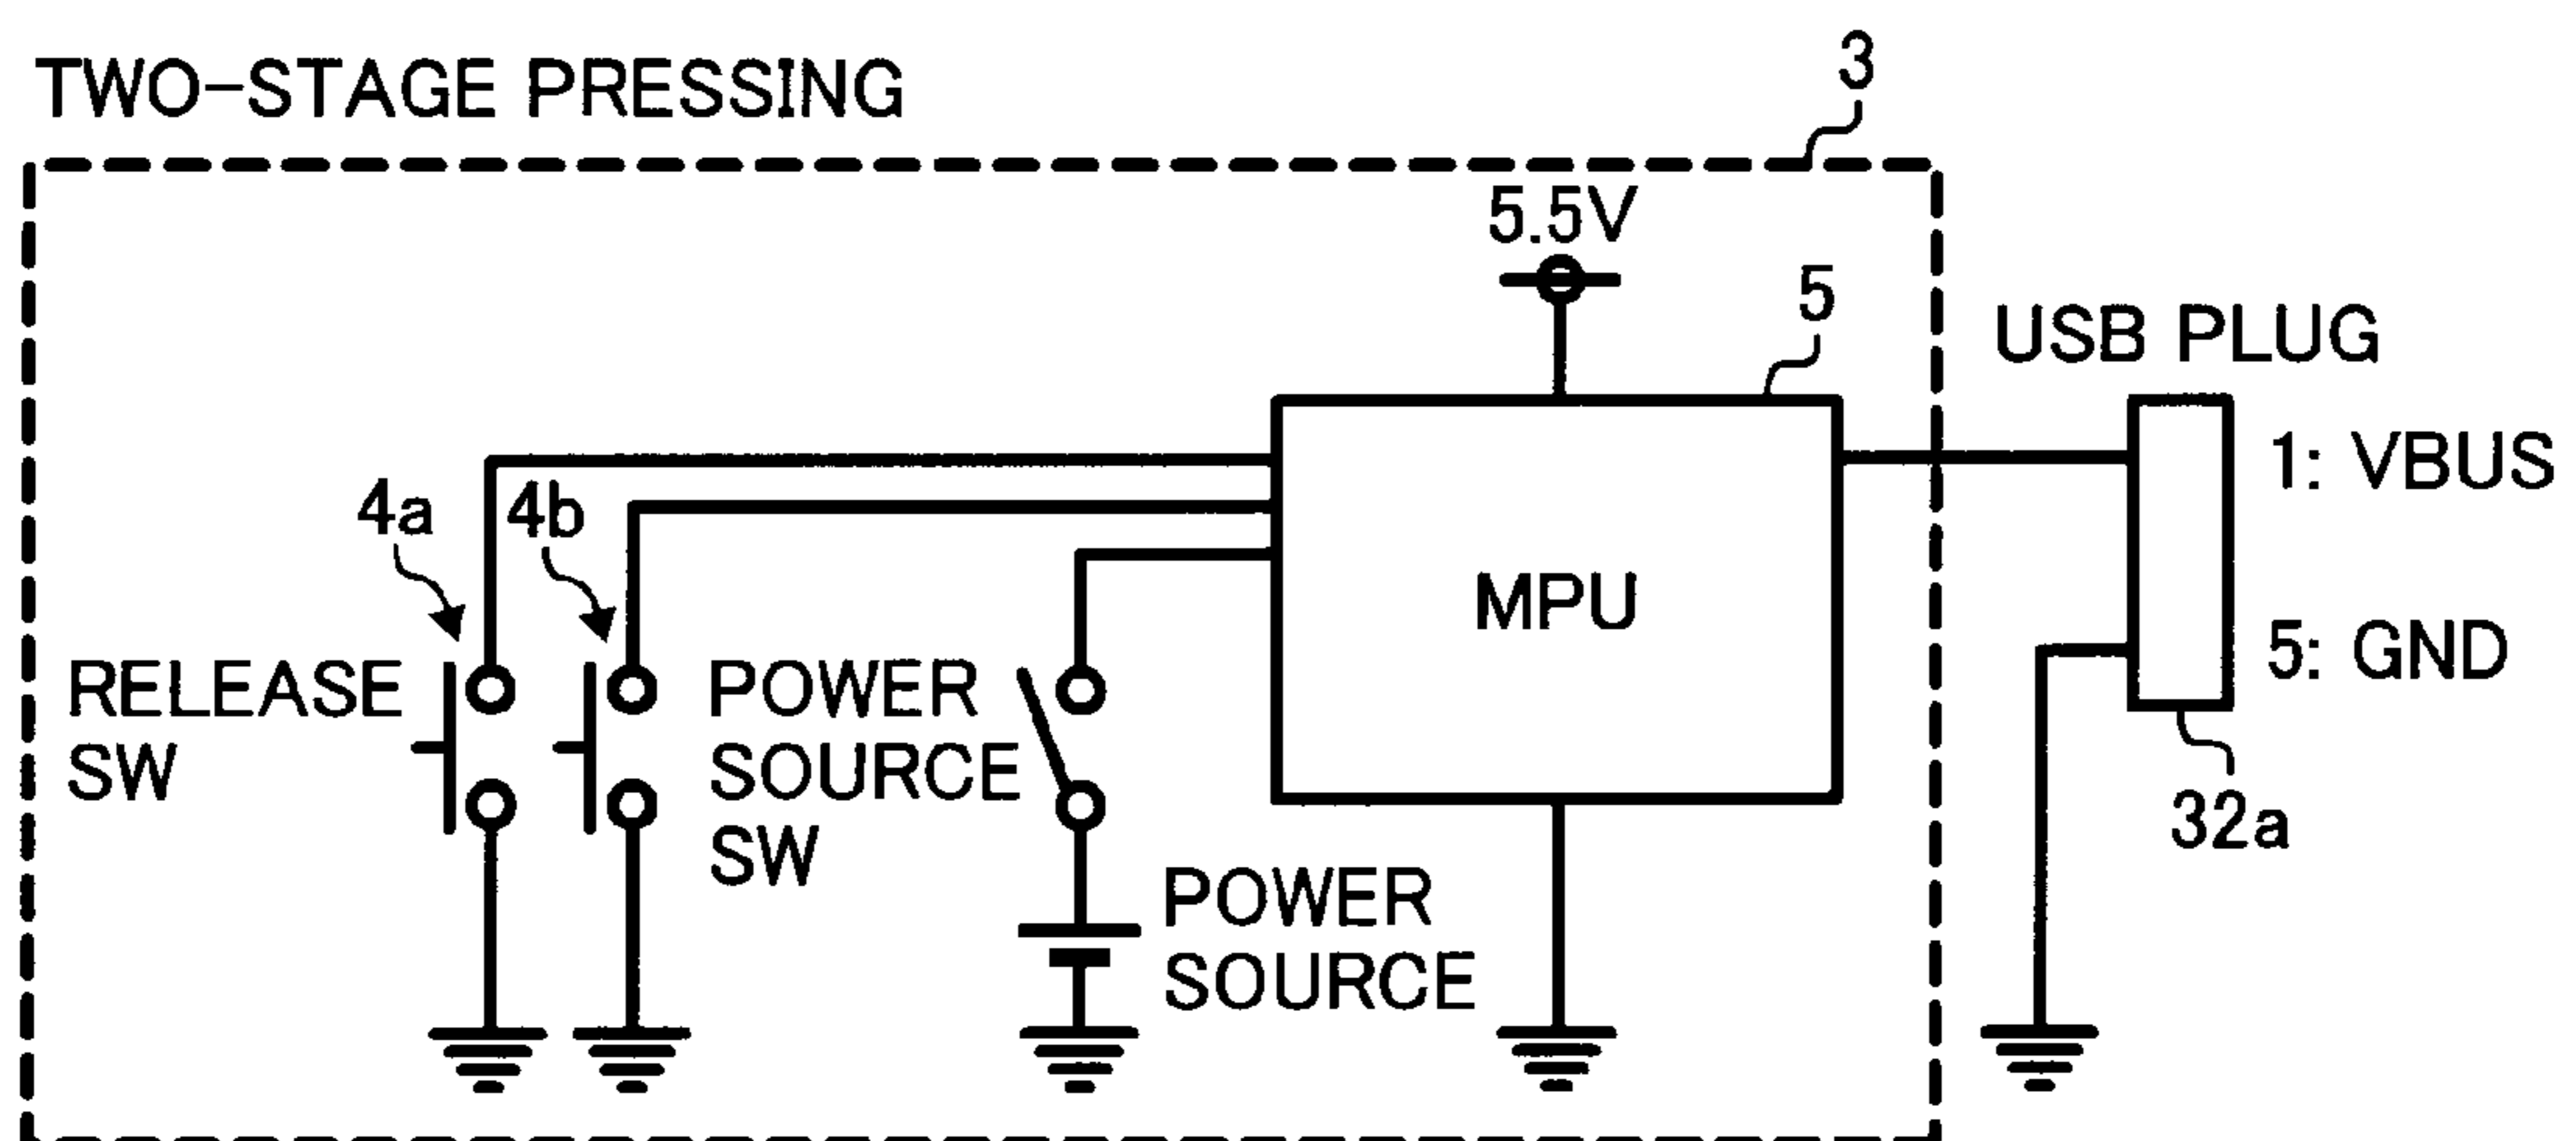 TWO-STAGE PRESSING
3
5.5V
5
USB PLUG
1: VBUS
4a
4b
MPU
5: GND
RELEASE
SW
POWER
SOURCE
SW
32a
POWER
SOURCE